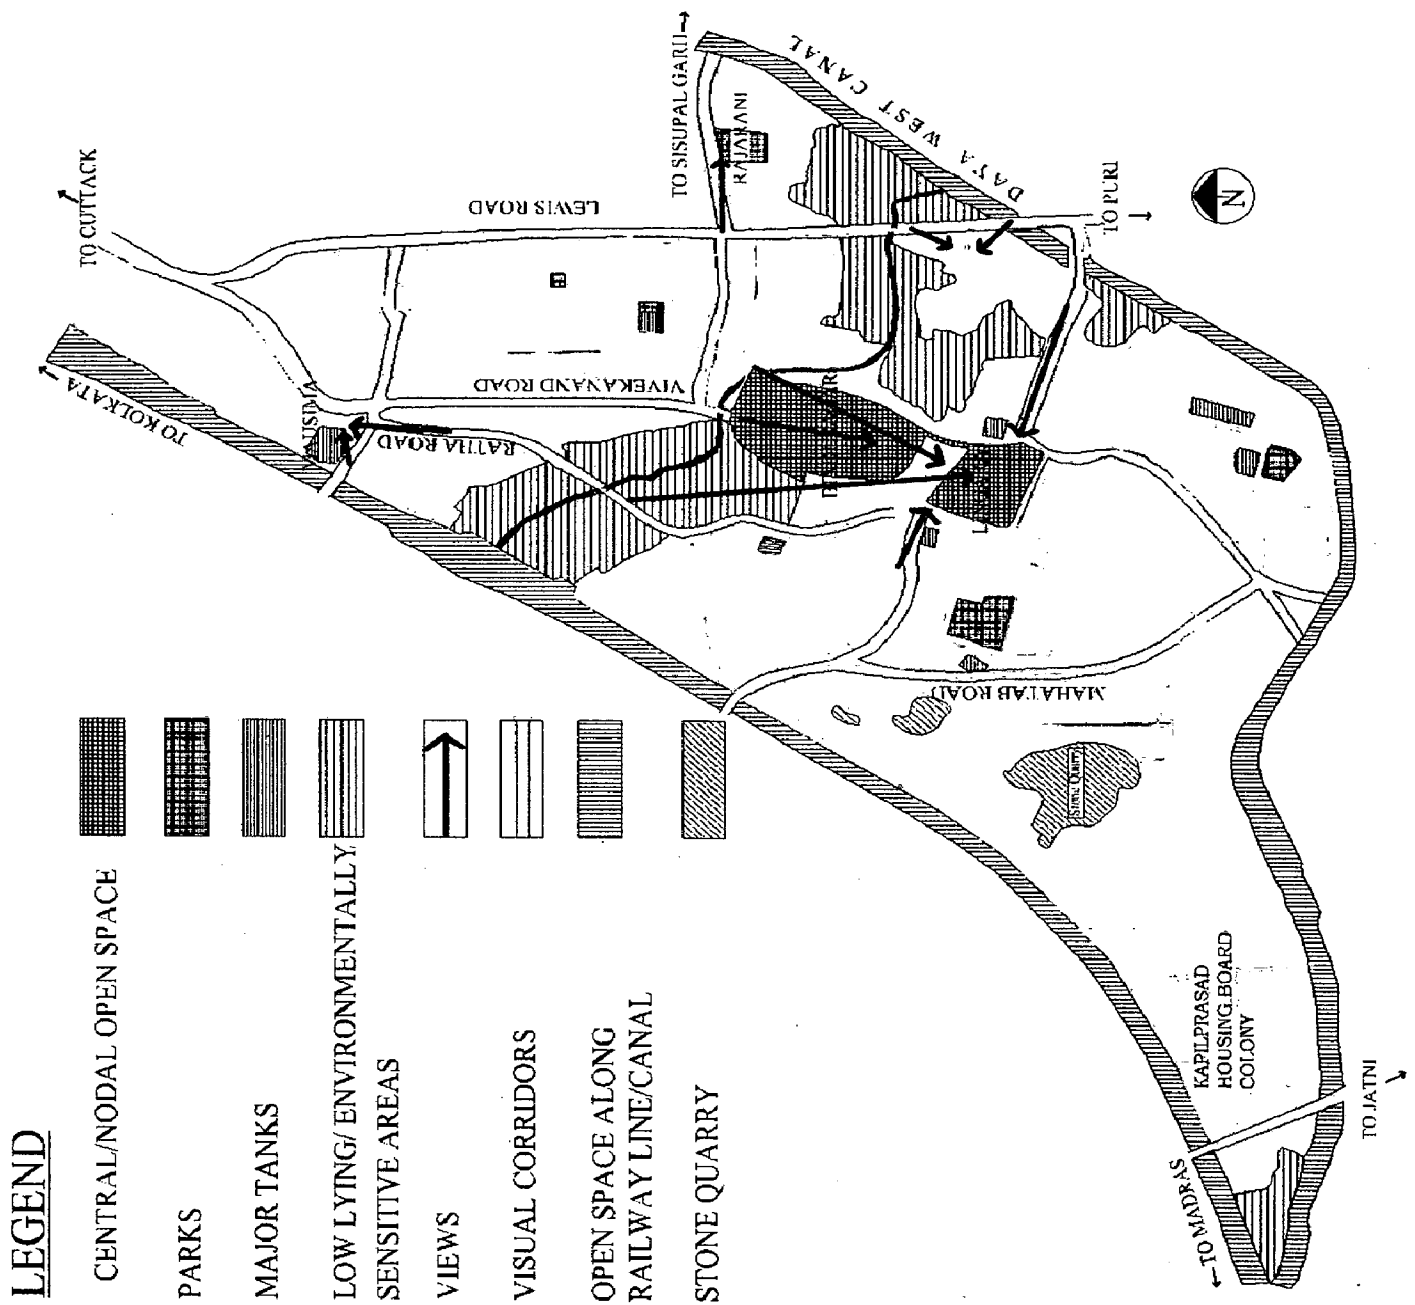 LEGEND
CENTRAL/NODAL OPEN SPACE
PARKS
MAJOR TANKS
LOW LYING/ ENVIRONMENTALLY
SENSITIVE AREAS
VIEWS
VISUAL CORRIDORS
OPEN SPACE ALONG
RAILWAY LINE/CANAL
STONE QUARRY
TO KOLKATA
TO CUTTACK
LEWIS ROAD
VIVEKANAND ROAD
RATHA ROAD
TO SISUPAL GARH
RAJARANI
DAYA WEST CANAL
TO PURI
N
MAHATAB ROAD
Stone Quarry
KAPILPRASAD
HOUSING BOARD
COLONY
TO MADRAS
TO JATNI